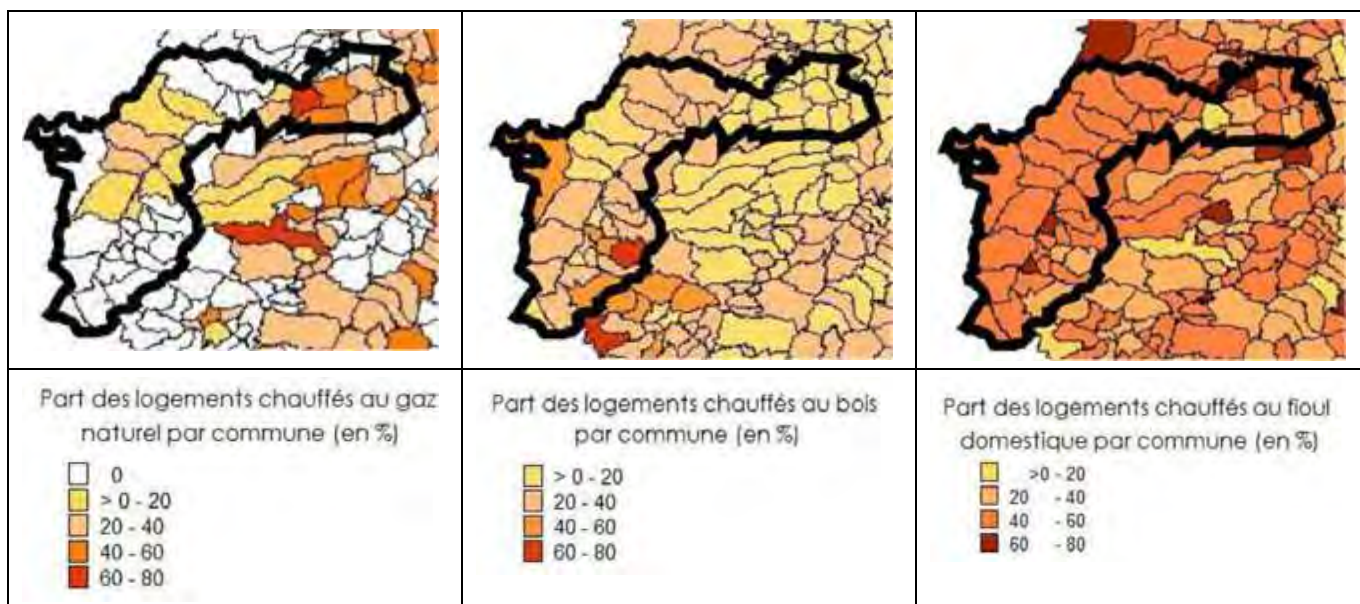 Part des logements chauffés au gaz
naturel par commune (en %)
0
> 0 - 20
20 - 40
40 - 60
60 - 80
Part des logements chauffés au bois
par commune (en %)
> 0 - 20
20 - 40
40 - 60
60 - 80
Part des logements chauffés au fioul
domestique par commune (en %)
>0 - 20
20 - 40
40 - 60
60 - 80